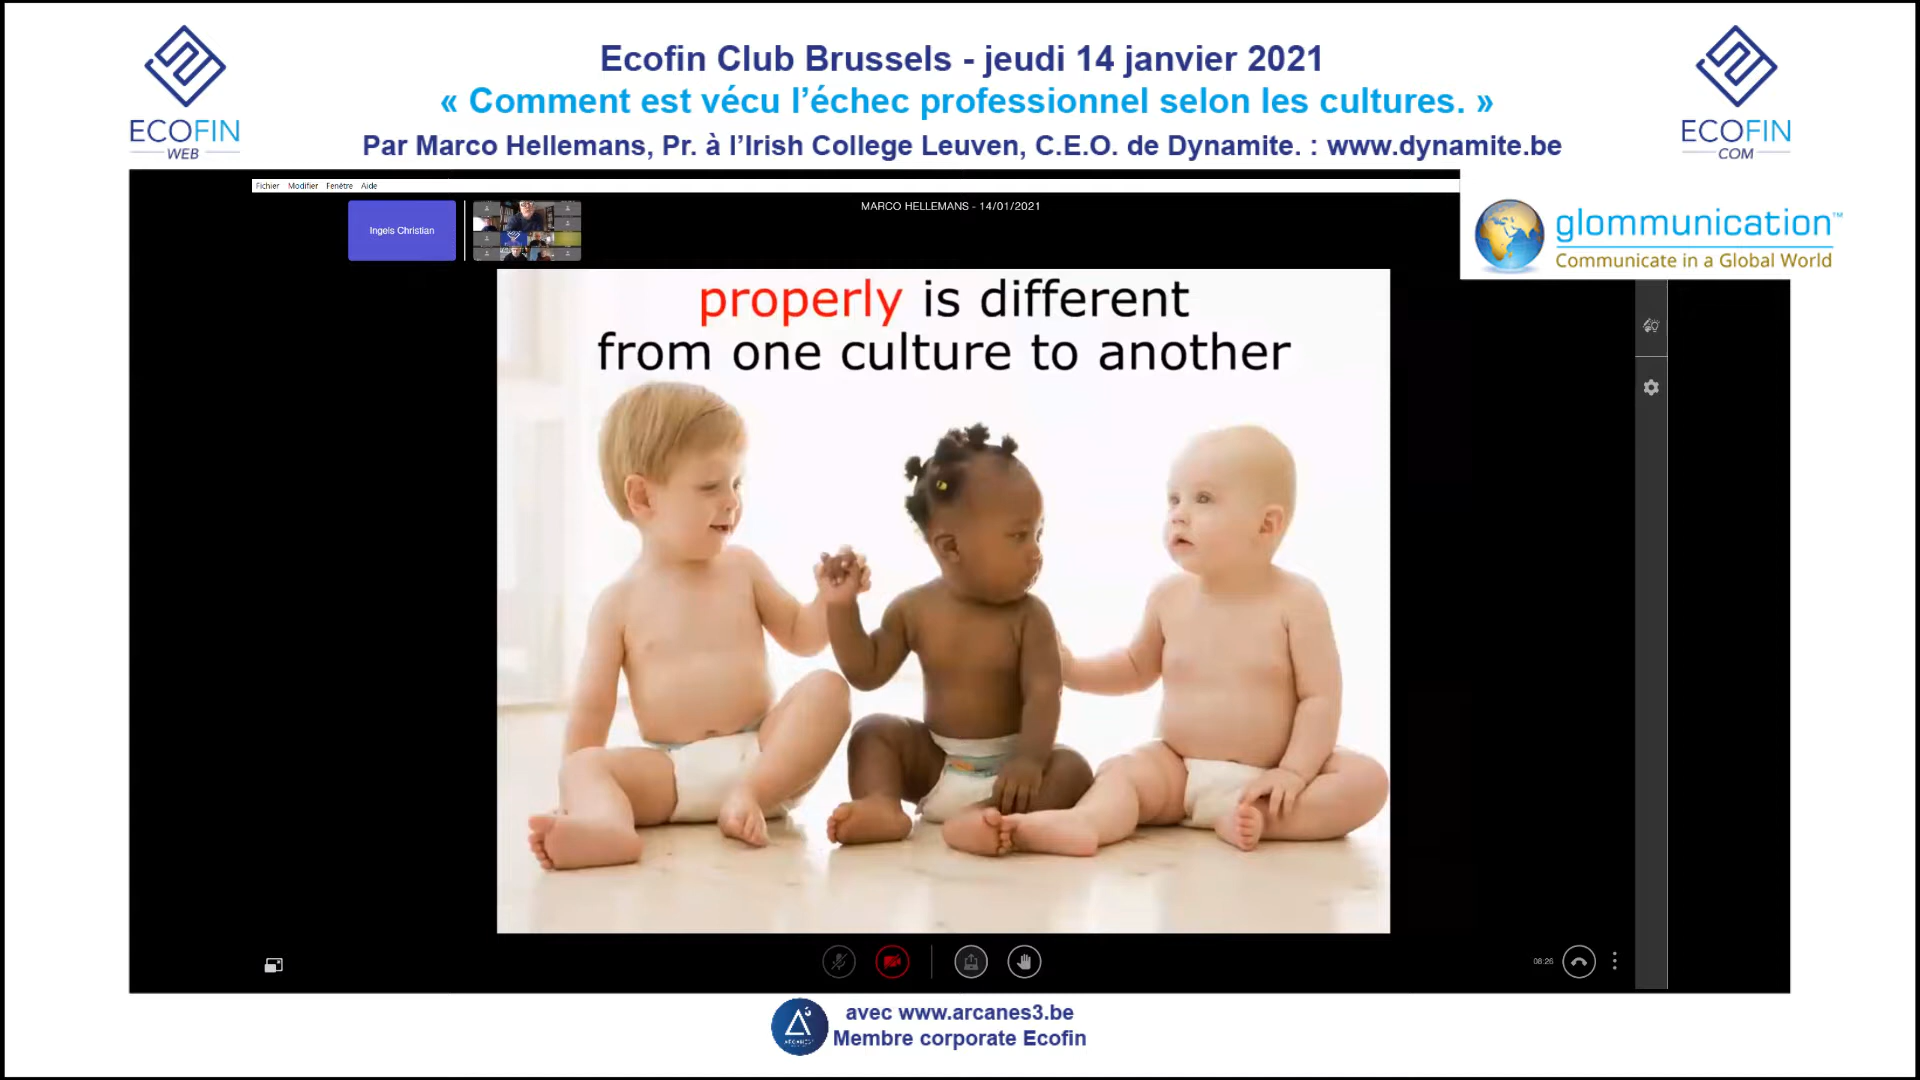 Ecofin Club Brussels - jeudi 14 janvier 2021
« Comment est vécu l’échec professionnel selon les cultures. »
Par Marco Hellemans, Pr. à l’Irish College Leuven, C.E.O. de Dynamite. : www.dynamite.be
ECOFIN
WEB
ECOFIN
COM
Fichier Modifier Fenêtre Aide
MARCO HELLEMANS - 14/01/2021
Ingels Christian
glommunication™
Communicate in a Global World
properly is different
from one culture to another
08:26
ARCANES³
avec www.arcanes3.be
Membre corporate Ecofin